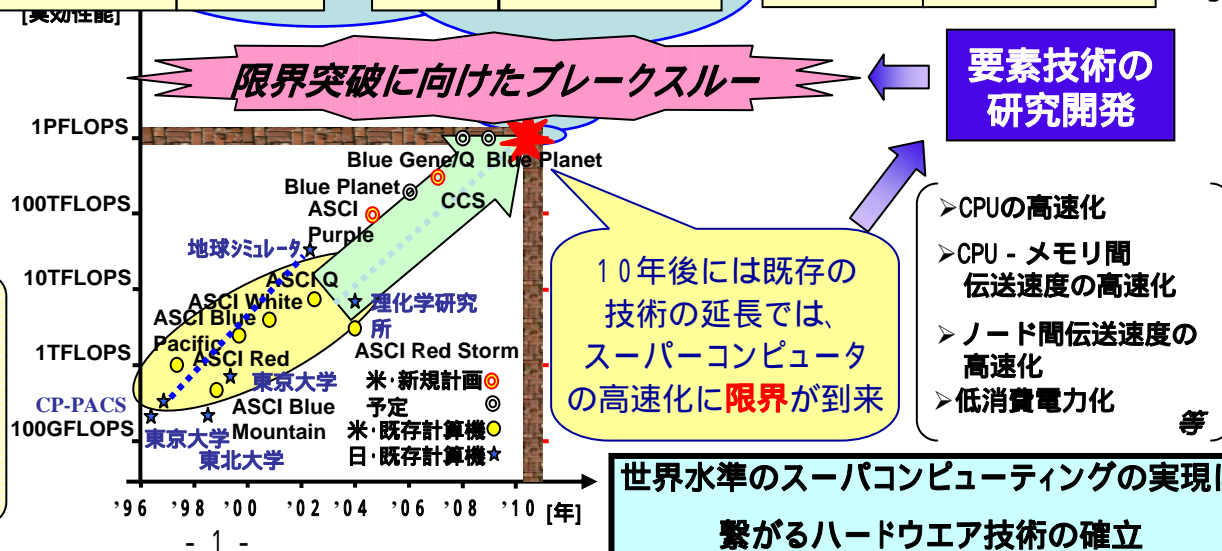 [実効性能]
限界突破に向けたブレークスルー
要素技術の
研究開発
1PFLOPS
100TFLOPS
10TFLOPS
1TFLOPS
CP-PACS
100GFLOPS
Blue Gene/Q
Blue Planet
Blue Planet
CCS
ASCI
Purple
地球シミュレータ
ASCI Q
ASCI White
理化学研究
所
ASCI Blue
Pacific
ASCI Red
ASCI Red Storm
東京大学
ASCI Blue
Mountain
東京大学
東北大学
米・新規計画
予定
米・既存計算機
日・既存計算機
'96 '98 '00 '02 '04 '06 '08 '10 [年]
10年後には既存の
技術の延長では、
スーパーコンピュータ
の高速化に限界が到来
➢CPUの高速化
➢CPU - メモリ間
伝送速度の高速化
➢ノード間伝送速度の
高速化
➢低消費電力化
等
世界水準のスーパコンピューティングの実現に
繋がるハードウエア技術の確立
- 1 -